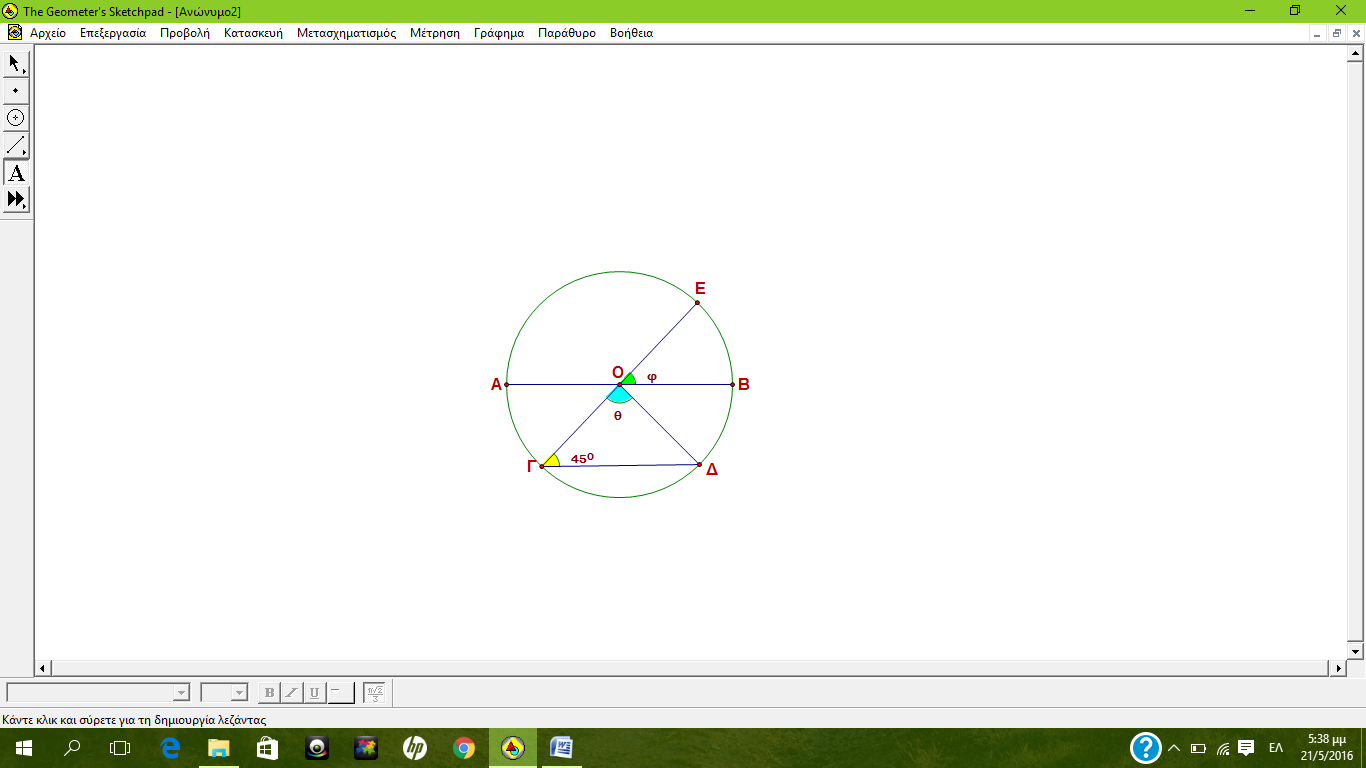 The Geometer's Sketchpad - [Ανώνυμο2]
Αρχείο Επεξεργασία Προβολή Κατασκευή Μετασχηματισμός Μέτρηση Γράφημα Παράθυρο Βοήθεια
A
E
O
φ
A
B
θ
Γ
45⁰
Δ
B I U
Κάντε κλικ και σύρετε για τη δημιουργία λεζάντας
hp
ΕΛ
5:38 μμ
21/5/2016